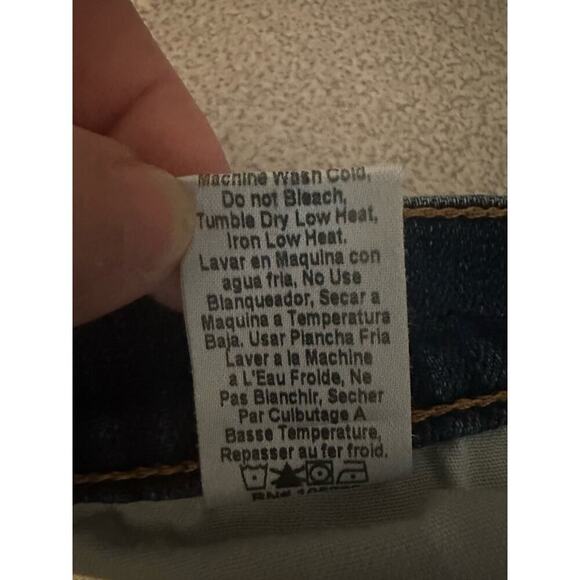 Machine Wash Cold,
Do not Bleach,
Tumble Dry Low Heat,
Iron Low Heat.
Lavar en Maquina con
agua fria, No Use
Blanqueador, Secar a
Maquina a Temperatura
Baja. Usar Plancha Fria
Laver a la Machine
a L'Eau Froide, Ne
Pas Blanchir, Secher
Par Culbutage A
Basse Temperature,
Repasser au fer froid.
RN#